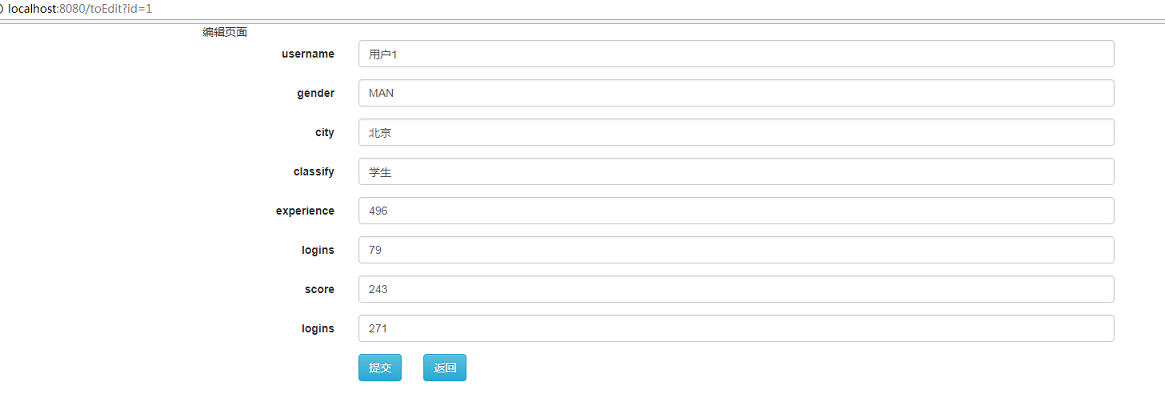 localhost:8080/toEdit?id=1
编辑页面
username 用户1
gender MAN
city 北京
classify 学生
experience 496
logins 79
score 243
logins 271
提交 返回